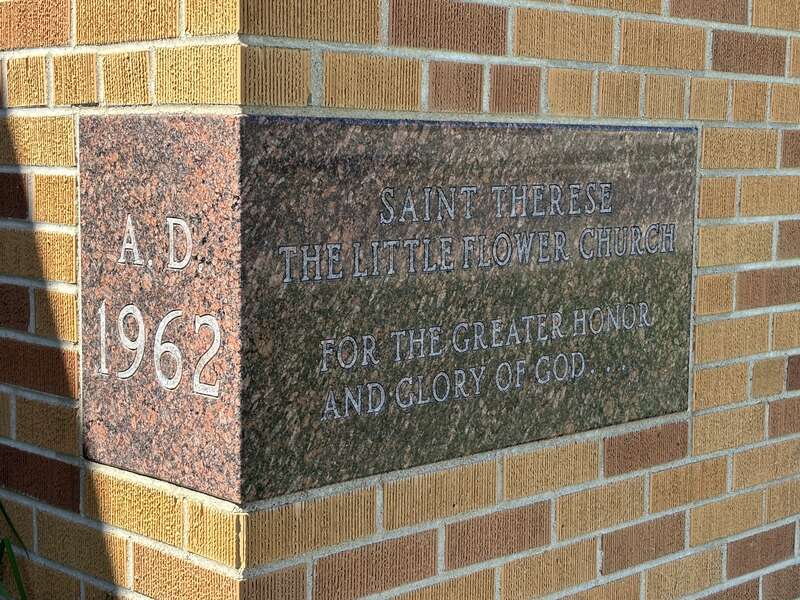 A. D.
1962
SAINT THERESE
THE LITTLE FLOWER CHURCH
FOR THE GREATER HONOR
AND GLORY OF GOD....